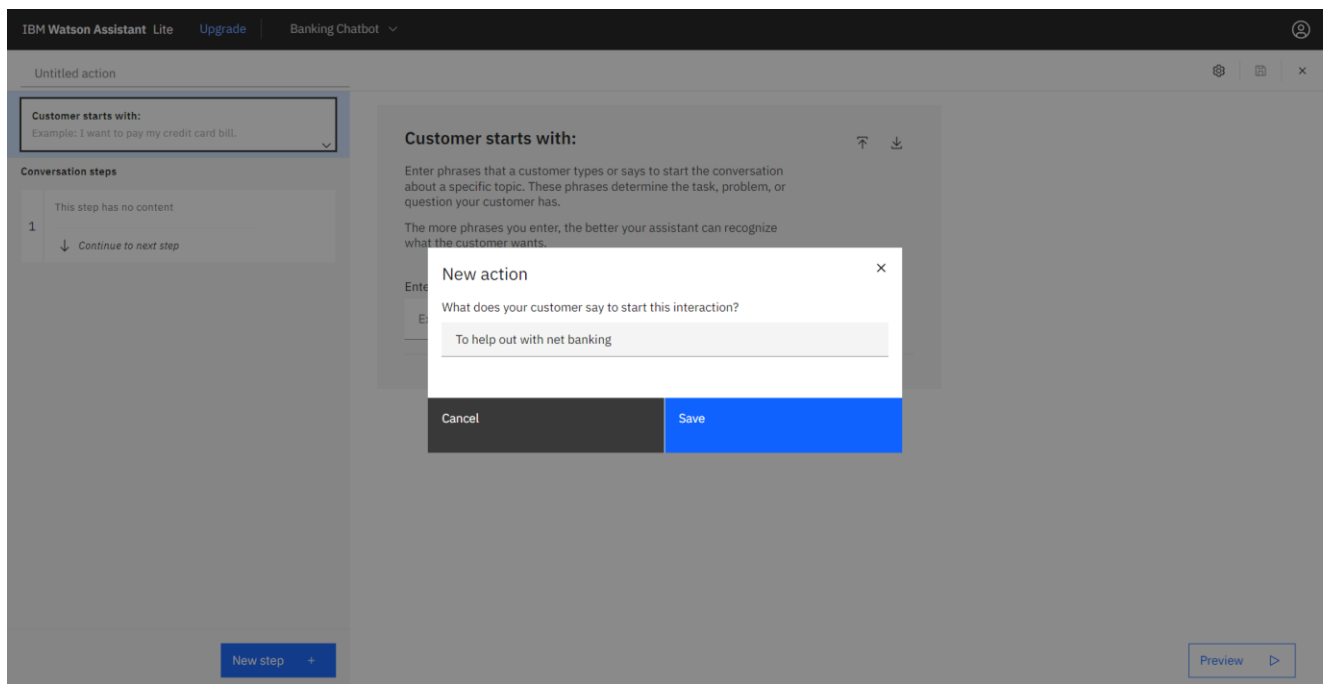 IBM Watson Assistant Lite Upgrade Banking Chatbot
Untitled action
Customer starts with:
Example: I want to pay my credit card bill.
Conversation steps
1
This step has no content
Continue to next step
New step +
Customer starts with:
Enter phrases that a customer types or says to start the conversation
about a specific topic. These phrases determine the task, problem, or
question your customer has.
The more phrases you enter, the better your assistant can recognize
what the customer wants.
New action
What does your customer say to start this interaction?
To help out with net banking
Cancel
Save
Preview